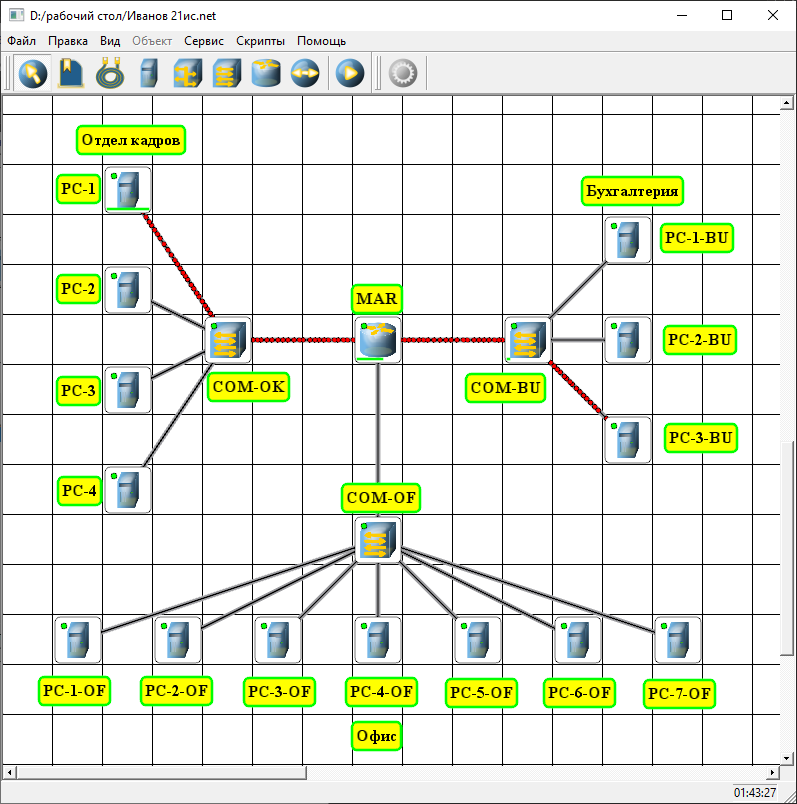 D:/рабочий стол/Иванов 21ис.net
Файл Правка Вид Объект Сервис Скрипты Помощь
Отдел кадров
PC-1
Бухгалтерия
PC-1-BU
PC-2
MAR
PC-2-BU
COM-OK
COM-BU
PC-3
PC-3-BU
PC-4
COM-OF
PC-1-OF PC-2-OF PC-3-OF PC-4-OF PC-5-OF PC-6-OF PC-7-OF
Офис
01:43:27